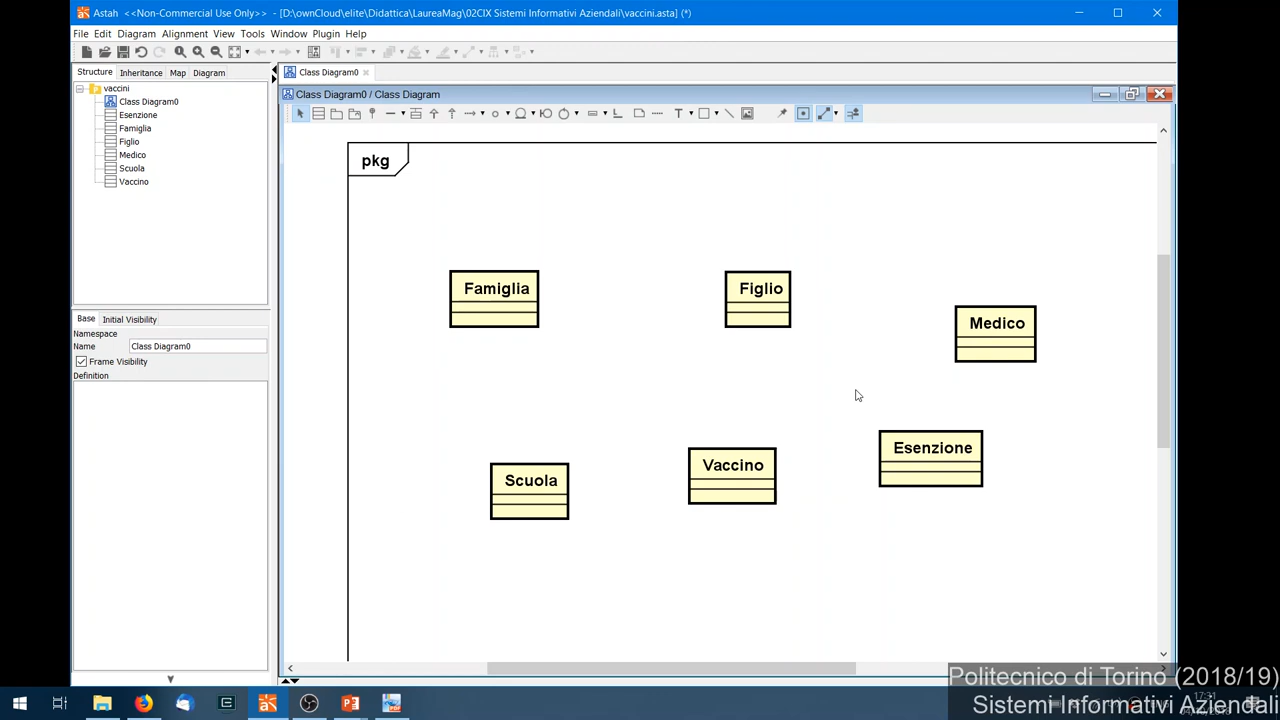 Astah <<Non-Commercial Use Only>> - [D:\ownCloud\elite\Didattica\LaureaMag\02CIX Sistemi Informativi Aziendali\vaccini.asta] (*)
File Edit Diagram Alignment View Tools Window Plugin Help
Structure Inheritance Map Diagram
Class Diagram0
vaccini
Class Diagram0 / Class Diagram
Class Diagram0
Esenzione
Famiglia
Figlio
Medico
Scuola
Vaccino
T
pkg
Famiglia
Figlio
Medico
Esenzione
Vaccino
Scuola
Base Initial Visibility
Namespace
Name Class Diagram0
Frame Visibility
Definition
Politecnico di Torino (2018/19)
Sistemi Informativi Aziendali
17:31